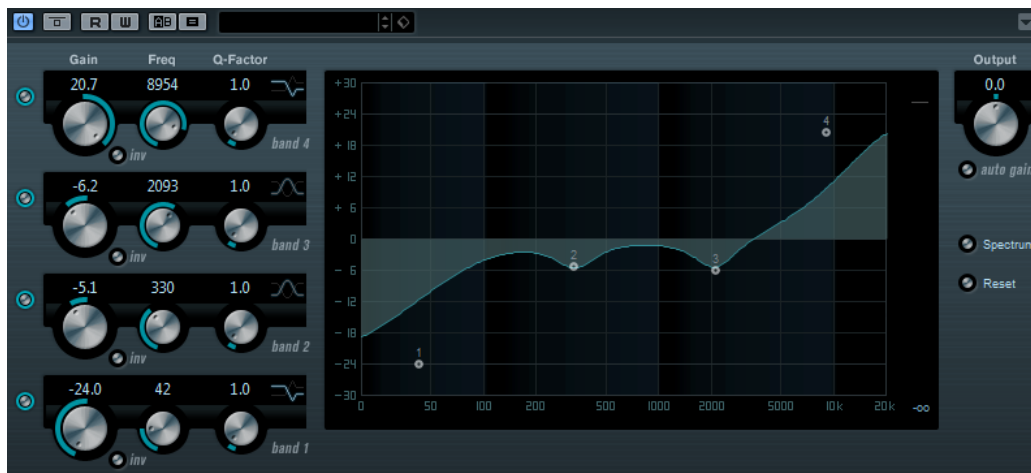 R W AB
Gain Freq Q-Factor Output
20.7 8954 1.0 0.0
inv band 4 auto gain
-6.2 2093 1.0
inv band 3
-5.1 330 1.0
inv band 2
-24.0 42 1.0
inv band 1
+30
+24
+18
+12
+6
0
-6
-12
-18
-24
-30
1 2 3 4
0 50 100 200 500 1000 2000 5000 10k 20k -∞
Spectrum
Reset